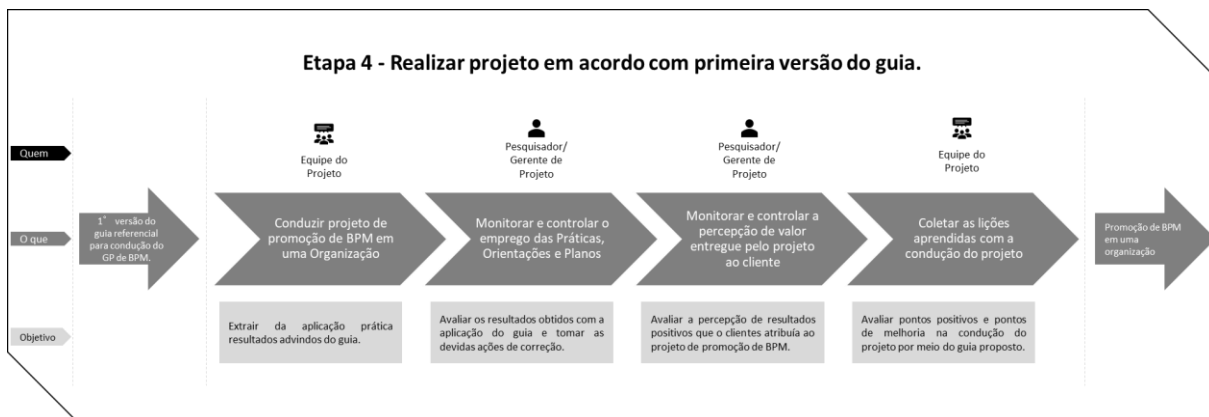 Etapa 4 - Realizar projeto em acordo com primeira versão do guia.
Quem
Equipe do
Projeto
Pesquisador/
Gerente de
Projeto
Pesquisador/
Gerente de
Projeto
Equipe do
Projeto
O que
1° versão do
guia referencial
para condução do
GP de BPM.
Conduzir projeto de
promoção de BPM em
uma Organização
Monitorar e controlar o
emprego das Práticas,
Orientações e Planos
Monitorar e controlar a
percepção de valor
entregue pelo projeto
ao cliente
Coletar as lições
aprendidas com a
condução do projeto
Promoção de BPM
em uma
organização
Objetivo
Extrair da aplicação prática
resultados advindos do guia.
Avaliar os resultados obtidos com a
aplicação do guia e tomar as
devidas ações de correção.
Avaliar a percepção de resultados
positivos que o clientes atribuía ao
projeto de promoção de BPM.
Avaliar pontos positivos e pontos
de melhoria na condução do
projeto por meio do guia proposto.